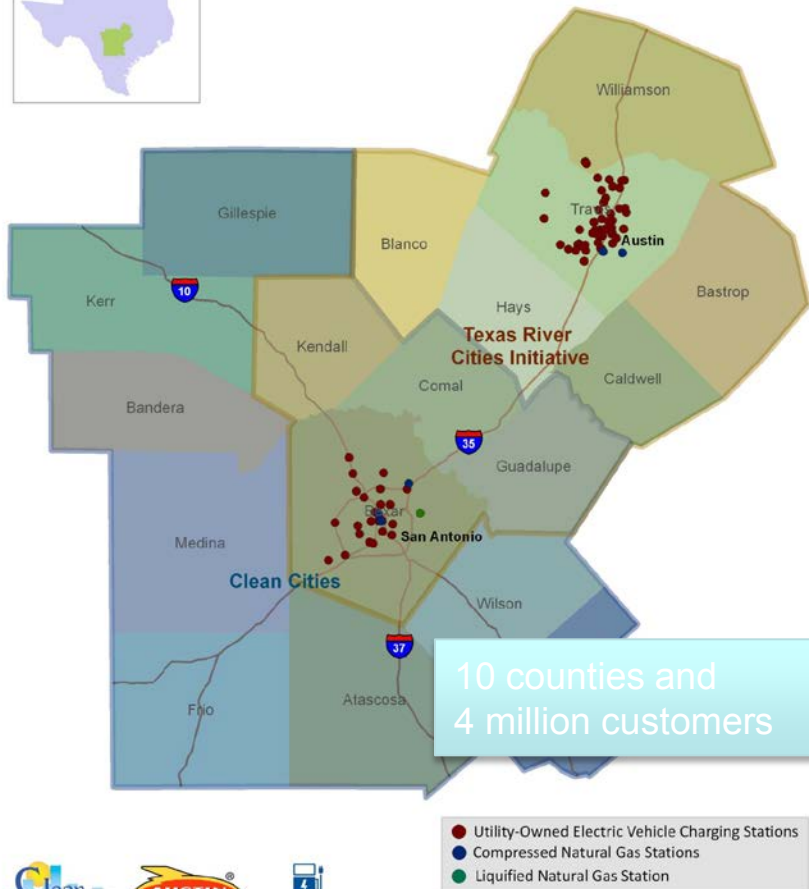 Williamson
Gillespie
Travis
Blanco
Austin
10
Kerr
Bastrop
Hays
Kendall
Texas River
Cities Initiative
Comal
Caldwell
Bandera
35
Guadalupe
Bexar
San Antonio
Medina
Clean Cities
Wilson
37
10 counties and
4 million customers
Atascosa
Frio
Utility-Owned Electric Vehicle Charging Stations
Compressed Natural Gas Stations
Liquified Natural Gas Station
Clean
AUSTIN
®